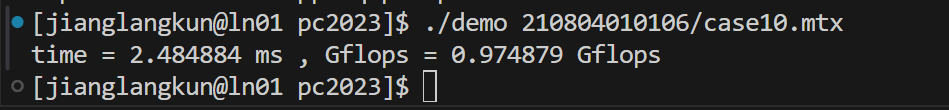 [jianglangkun@ln01 pc2023]$ ./demo 210804010106/case10.mtx
time = 2.484884 ms , Gflops = 0.974879 Gflops
[jianglangkun@ln01 pc2023]$